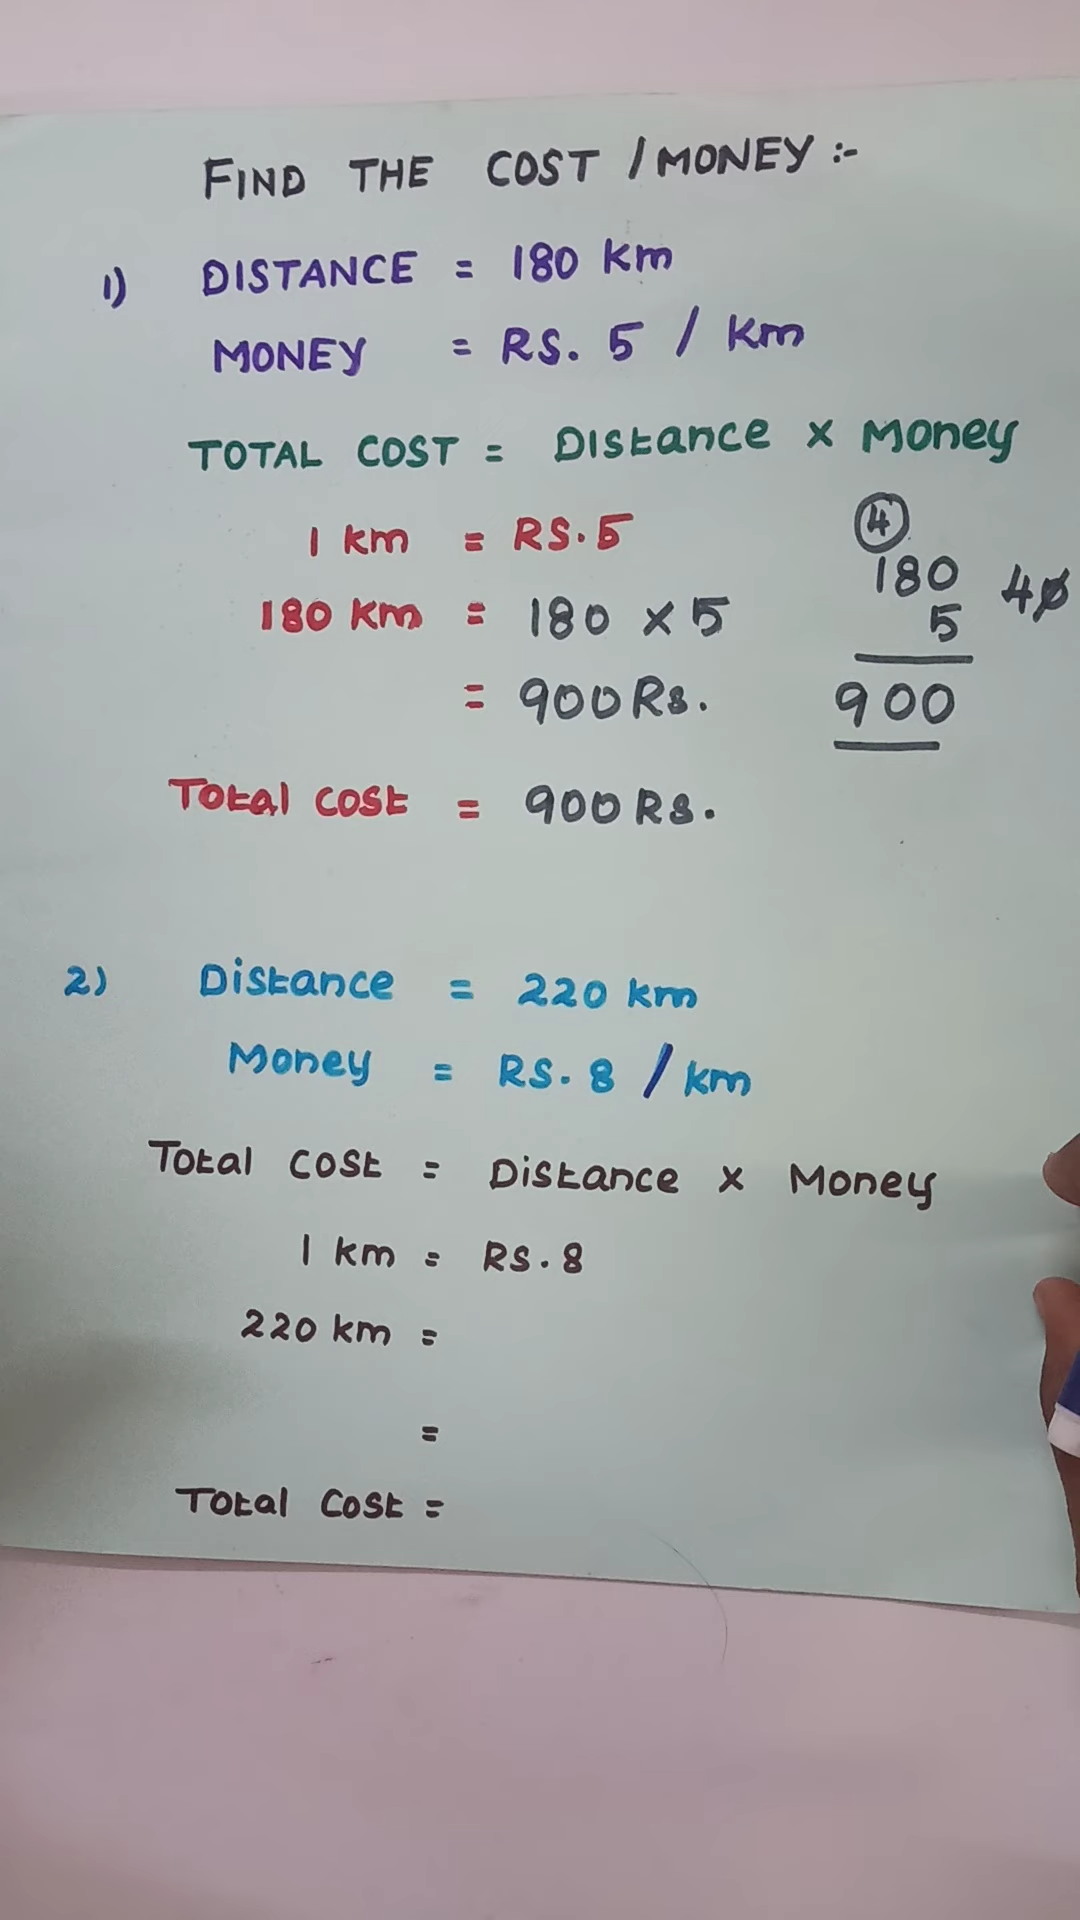 FIND THE COST / MONEY :-
1) DISTANCE = 180 km
MONEY = RS. 5 / km
TOTAL COST = Distance x Money
1 km = RS. 5
180 km = 180 x 5
= 900 Rs.
4
180 40
5
900
Total cost = 900 Rs.
2) Distance = 220 km
Money = RS. 8 / km
Total cost = Distance x Money
1 km = RS. 8
220 km =
=
Total Cost =